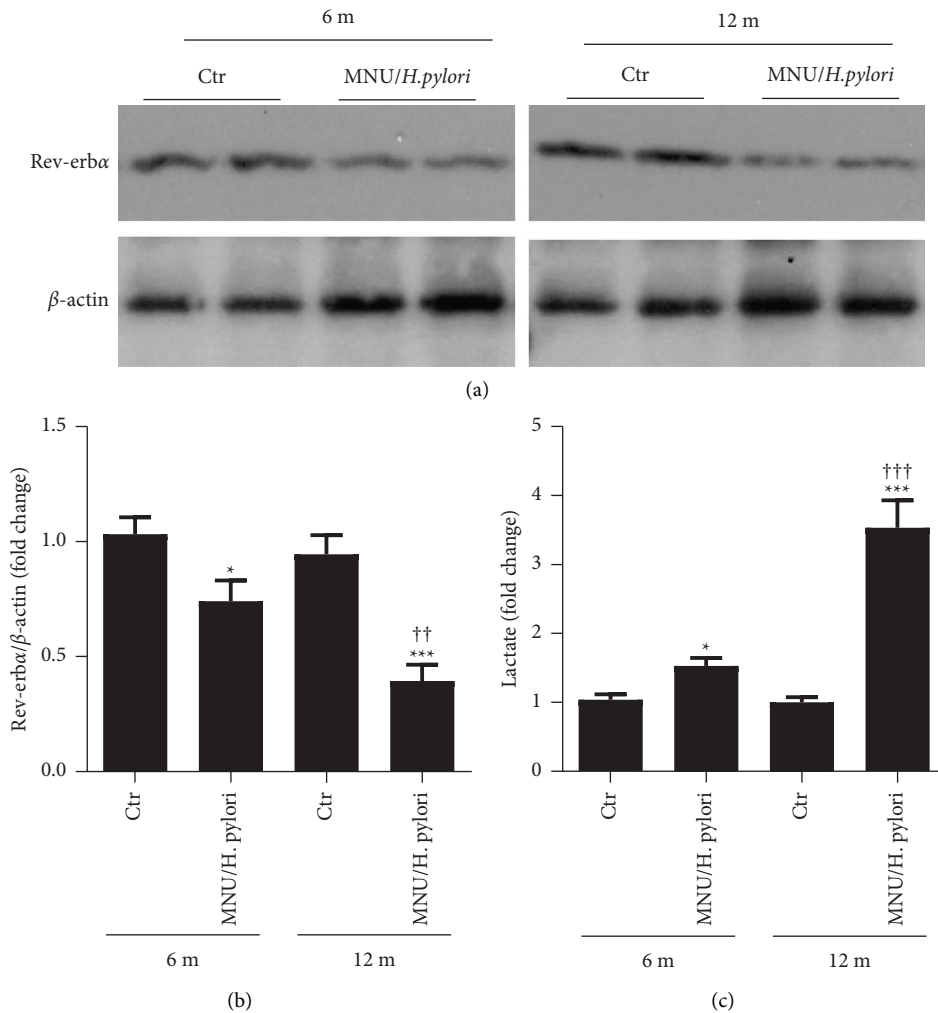 6 m
12 m
Ctr MNU/H.pylori
Ctr MNU/H.pylori
Rev-erbα
β-actin
(a)
Rev-erbα/β-actin (fold change)
1.5
1.0
0.5
0.0
*
††
***
Ctr
MNU/H. pylori
Ctr
MNU/H. pylori
6 m
12 m
(b)
Lactate (fold change)
5
4
3
2
1
0
*
†††
***
Ctr
MNU/H. pylori
Ctr
MNU/H. pylori
6 m
12 m
(c)